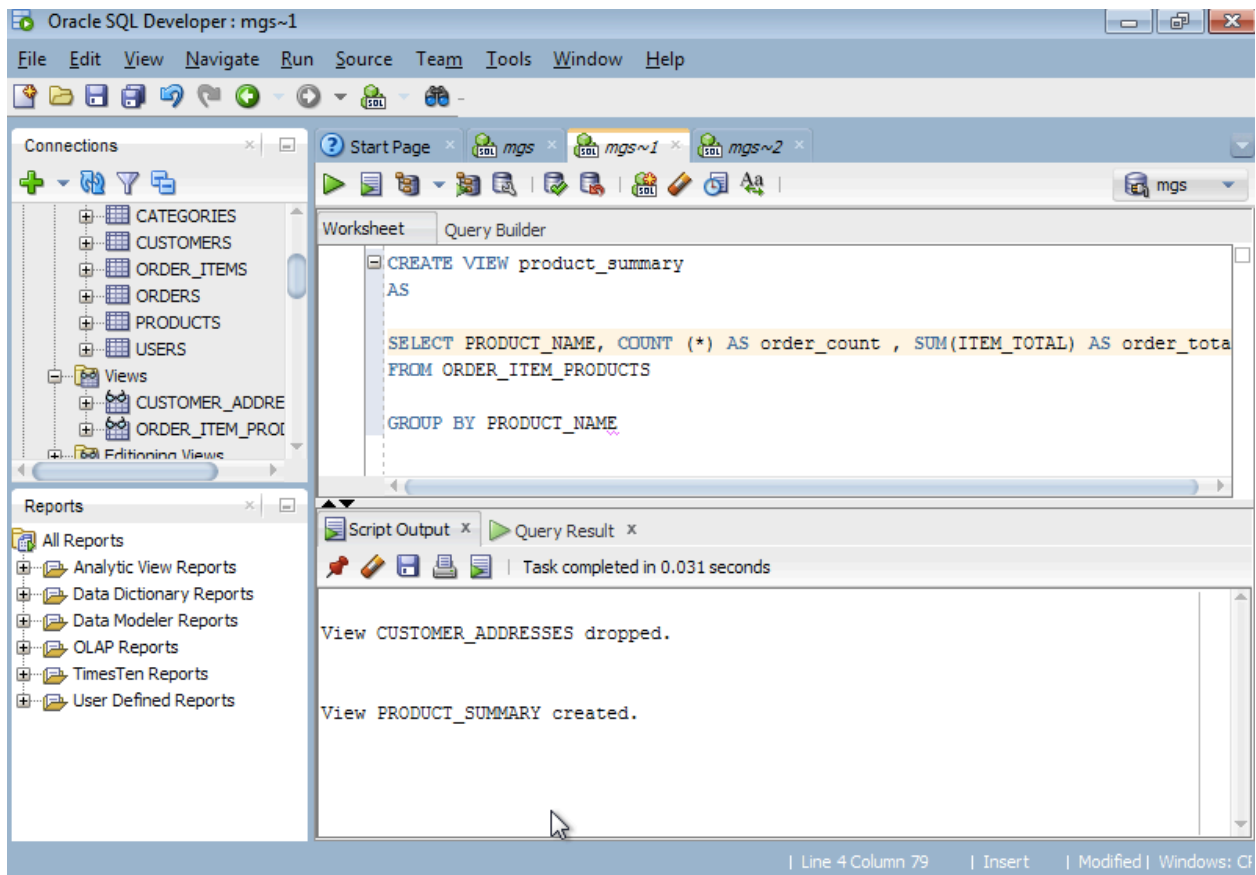 Oracle SQL Developer : mgs~1
File Edit View Navigate Run Source Team Tools Window Help
Connections
CATEGORIES
CUSTOMERS
ORDER_ITEMS
ORDERS
PRODUCTS
USERS
Views
CUSTOMER_ADDRE
ORDER_ITEM_PROD
Editioning Views
Reports
All Reports
Analytic View Reports
Data Dictionary Reports
Data Modeler Reports
OLAP Reports
TimesTen Reports
User Defined Reports
Start Page mgs mgs~1 mgs~2
mgs
Worksheet Query Builder
CREATE VIEW product_summary
AS
SELECT PRODUCT_NAME, COUNT (*) AS order_count , SUM(ITEM_TOTAL) AS order_tota
FROM ORDER_ITEM_PRODUCTS
GROUP BY PRODUCT_NAME
Script Output x Query Result x
Task completed in 0.031 seconds
View CUSTOMER_ADDRESSES dropped.
View PRODUCT_SUMMARY created.
| Line 4 Column 79 | Insert | Modified | Windows: CF